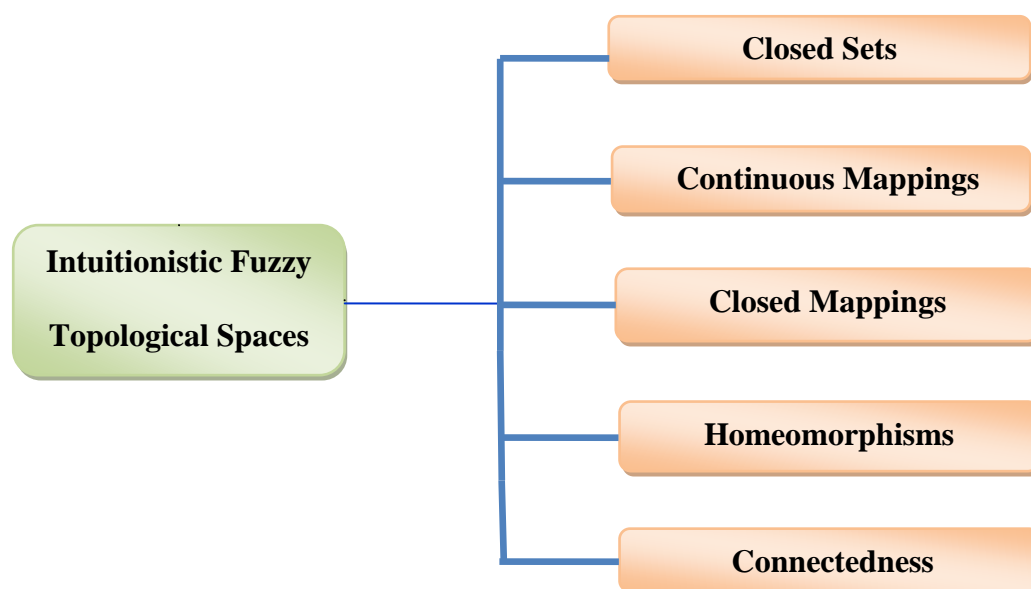 Intuitionistic Fuzzy
Topological Spaces
Closed Sets
Continuous Mappings
Closed Mappings
Homeomorphisms
Connectedness